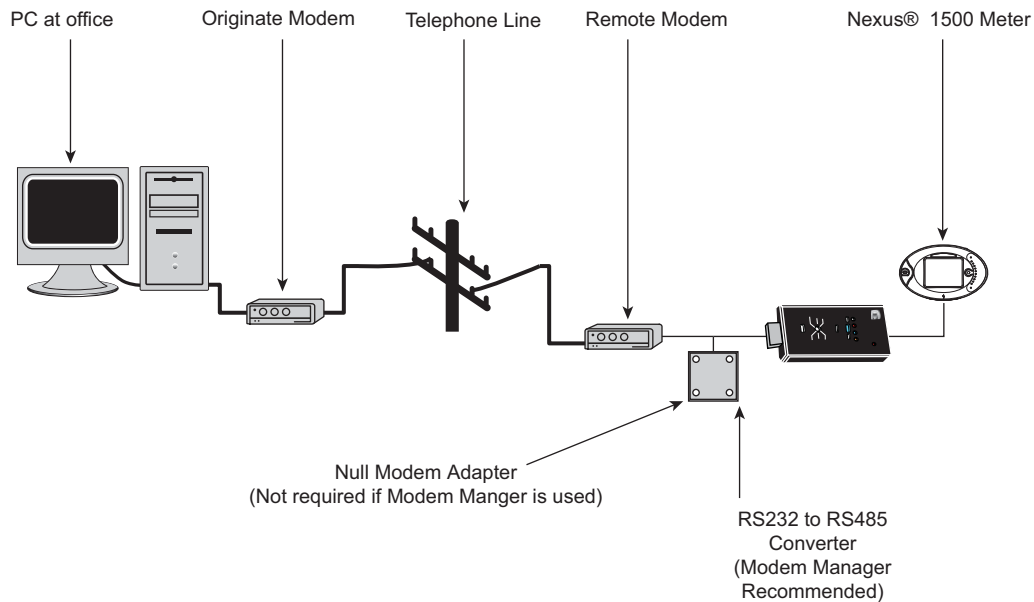 PC at office
Originate Modem
Telephone Line
Remote Modem
Nexus® 1500 Meter
Null Modem Adapter
(Not required if Modem Manger is used)
RS232 to RS485
Converter
(Modem Manager
Recommended)